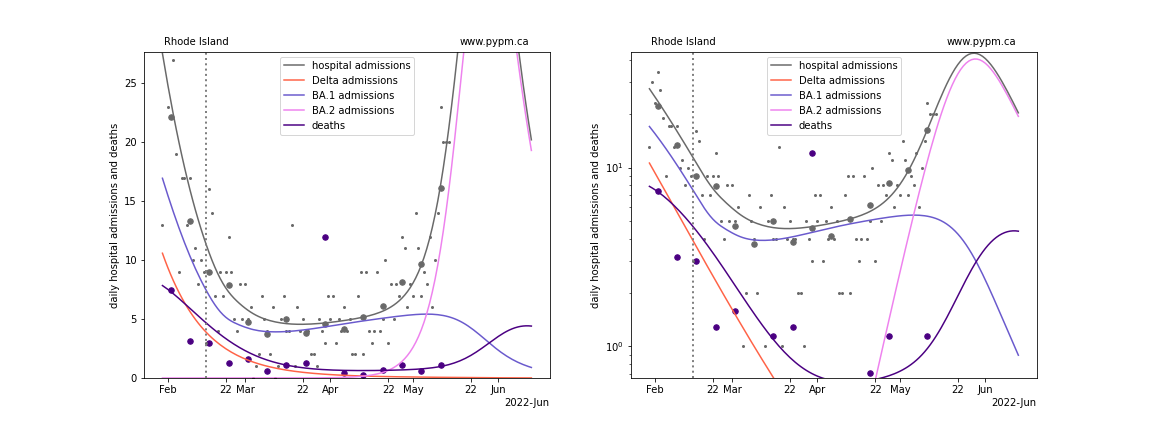 Rhode Island www.pypm.ca
hospital admissions
Delta admissions
BA.1 admissions
BA.2 admissions
deaths
daily hospital admissions and deaths
25
20
15
10
5
0
Feb 22 Mar 22 Apr 22 May 22 Jun
2022-Jun
Rhode Island www.pypm.ca
hospital admissions
Delta admissions
BA.1 admissions
BA.2 admissions
deaths
daily hospital admissions and deaths
10¹
10⁰
Feb 22 Mar 22 Apr 22 May 22 Jun
2022-Jun